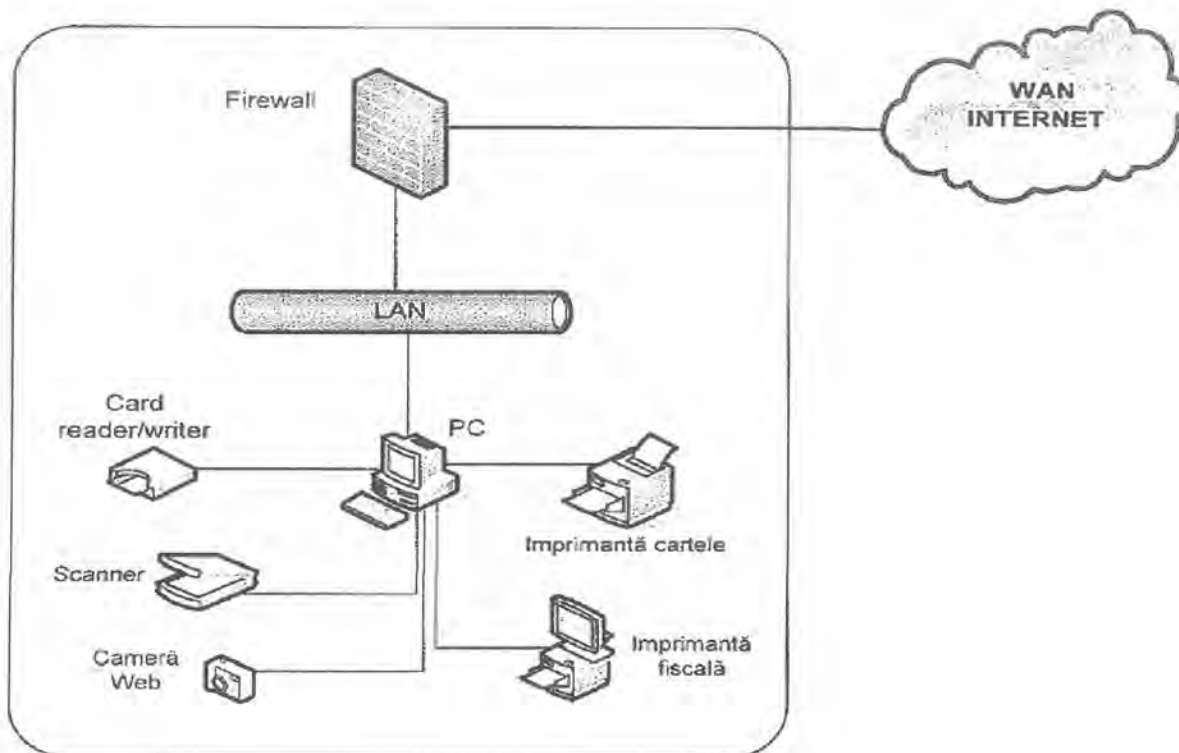 Firewall
WAN
INTERNET
LAN
Card
reader/writer
PC
Imprimantă cartele
Scanner
Cameră
Web
Imprimantă
fiscală